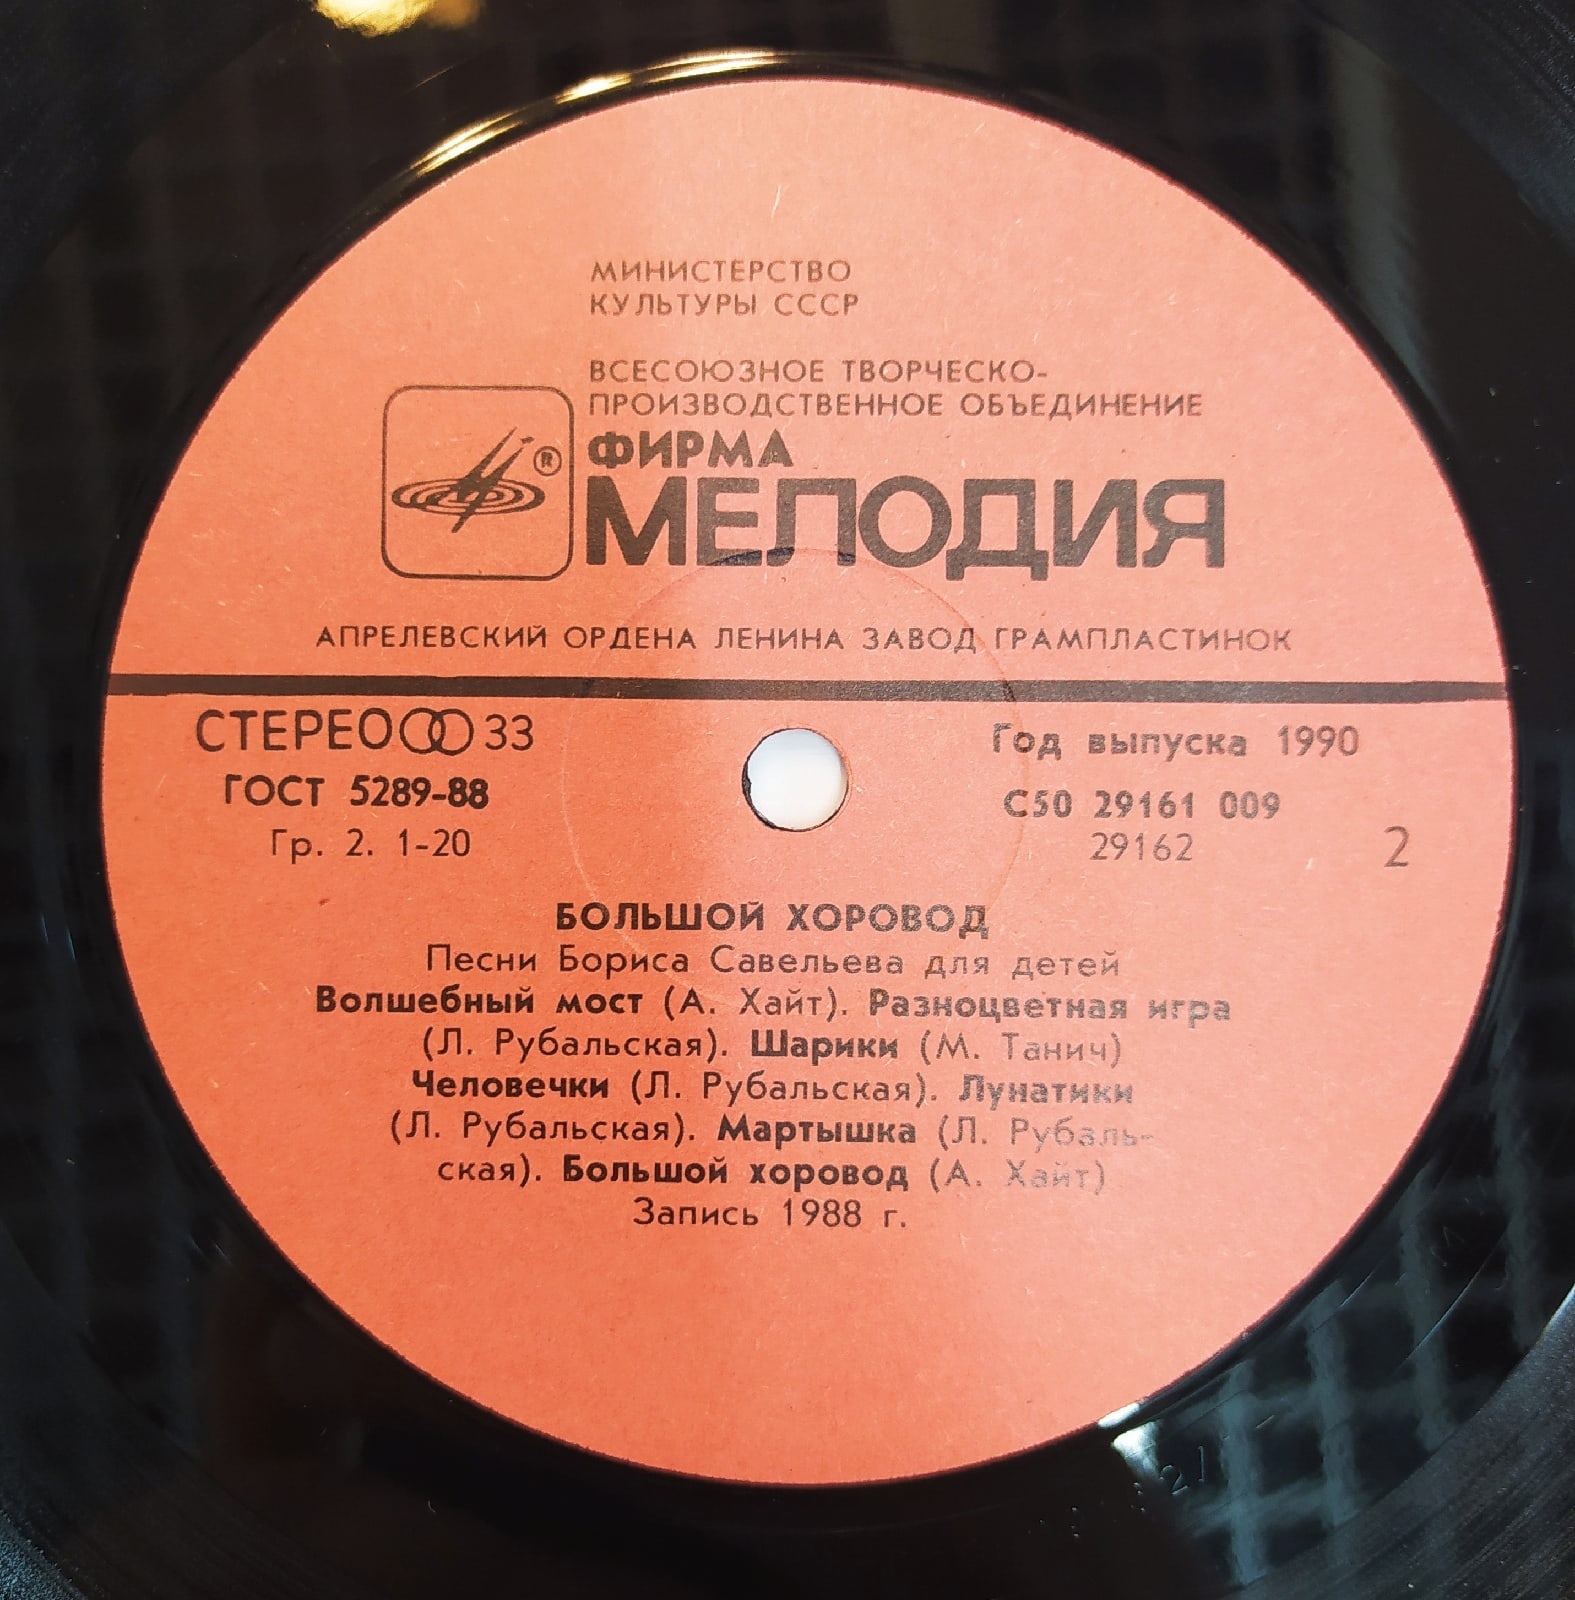 МИНИСТЕРСТВО
КУЛЬТУРЫ СССР
ВСЕСОЮЗНОЕ ТВОРЧЕСКО-
ПРОИЗВОДСТВЕННОЕ ОБЪЕДИНЕНИЕ
ФИРМА
®
МЕЛОДИЯ
АПРЕЛЕВСКИЙ ОРДЕНА ЛЕНИНА ЗАВОД ГРАМПЛАСТИНОК
СТЕРЕО 33
ГОСТ 5289-88
Гр. 2. 1-20
Год выпуска 1990
С50 29161 009
29162
2
БОЛЬШОЙ ХОРОВОД
Песни Бориса Савельева для детей
Волшебный мост (А. Хайт). Разноцветная игра
(Л. Рубальская). Шарики (М. Танич)
Человечки (Л. Рубальская). Лунатики
(Л. Рубальская). Мартышка (Л. Рубаль-
ская). Большой хоровод (А. Хайт)
Запись 1988 г.